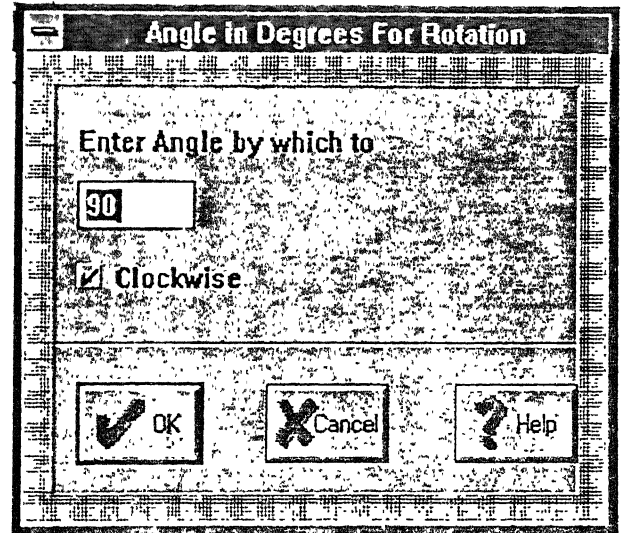 Angle in Degrees For Rotation
Enter Angle by which to
90
Clockwise
OK
Cancel
Help